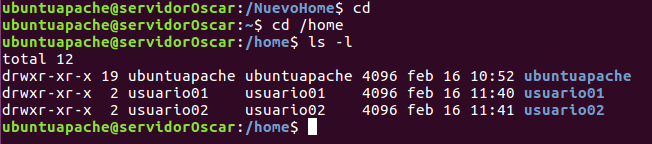 ubuntuapache@servidorOscar:/NuevoHome$ cd
ubuntuapache@servidorOscar:~$ cd /home
ubuntuapache@servidorOscar:/home$ ls -l
total 12
drwxr-xr-x 19 ubuntuapache ubuntuapache 4096 feb 16 10:52 ubuntuapache
drwxr-xr-x  2 usuario01    usuario01    4096 feb 16 11:40 usuario01
drwxr-xr-x  2 usuario02    usuario02    4096 feb 16 11:41 usuario02
ubuntuapache@servidorOscar:/home$